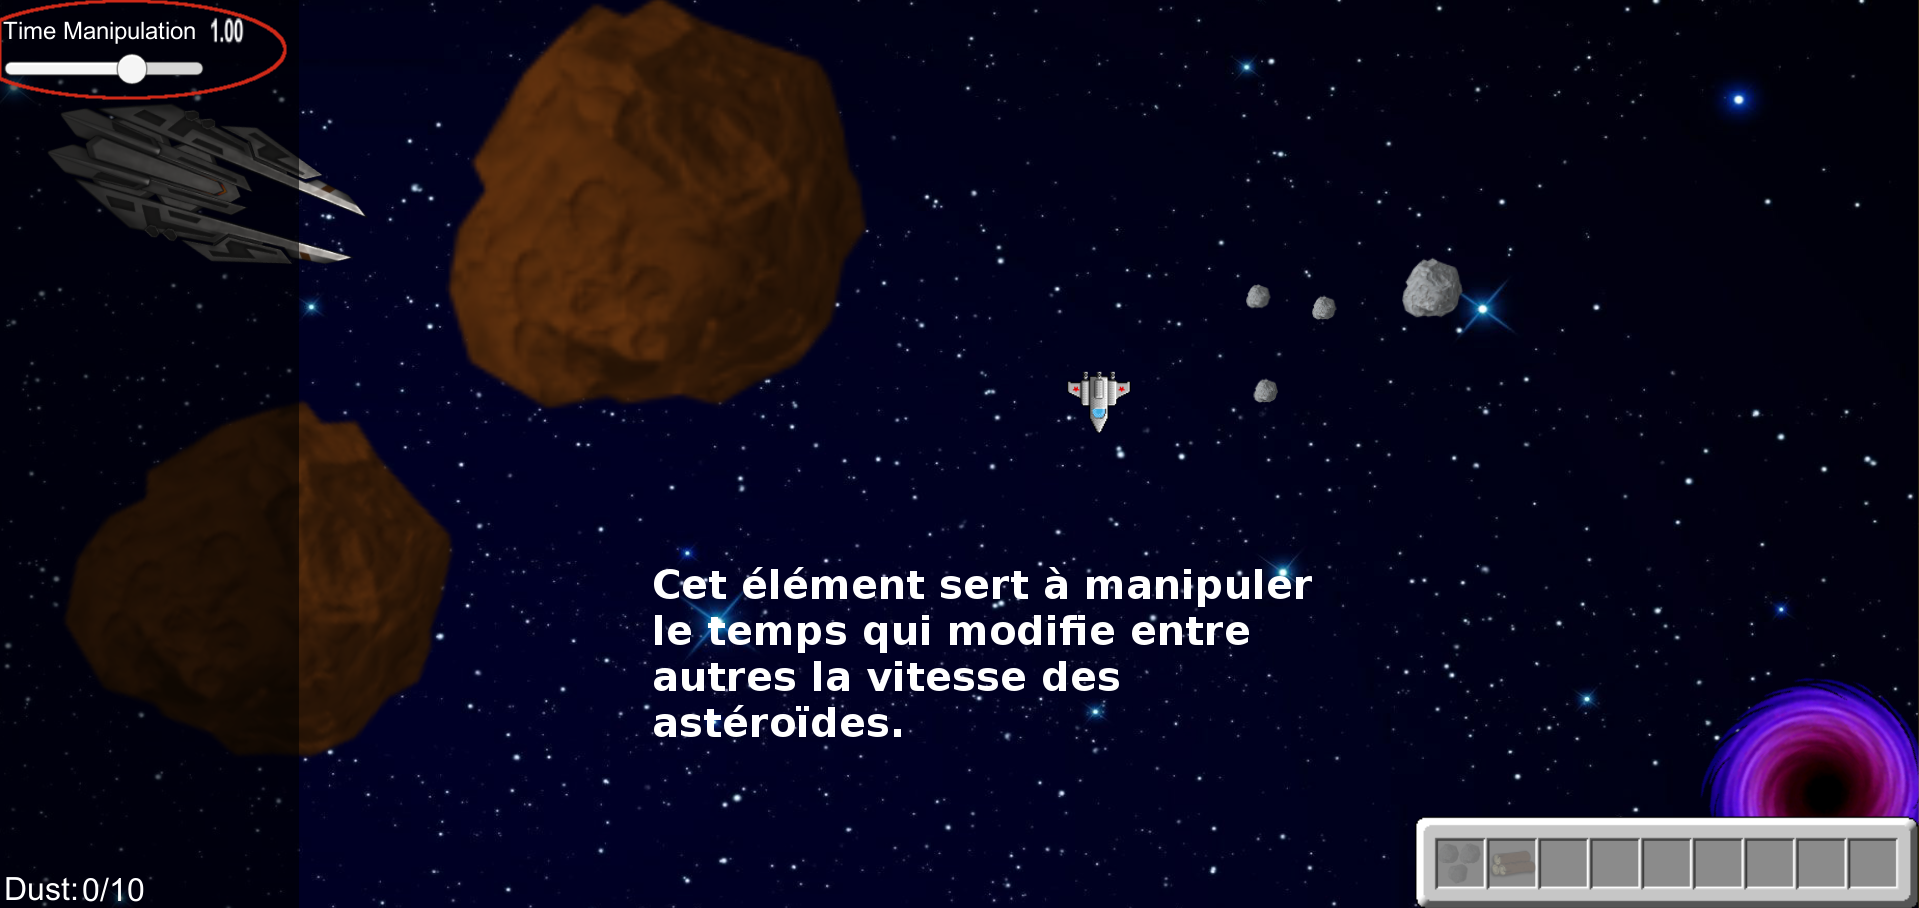 Time Manipulation 1.00
Cet élément sert à manipuler
le temps qui modifie entre
autres la vitesse des
astéroïdes.
Dust:0/10